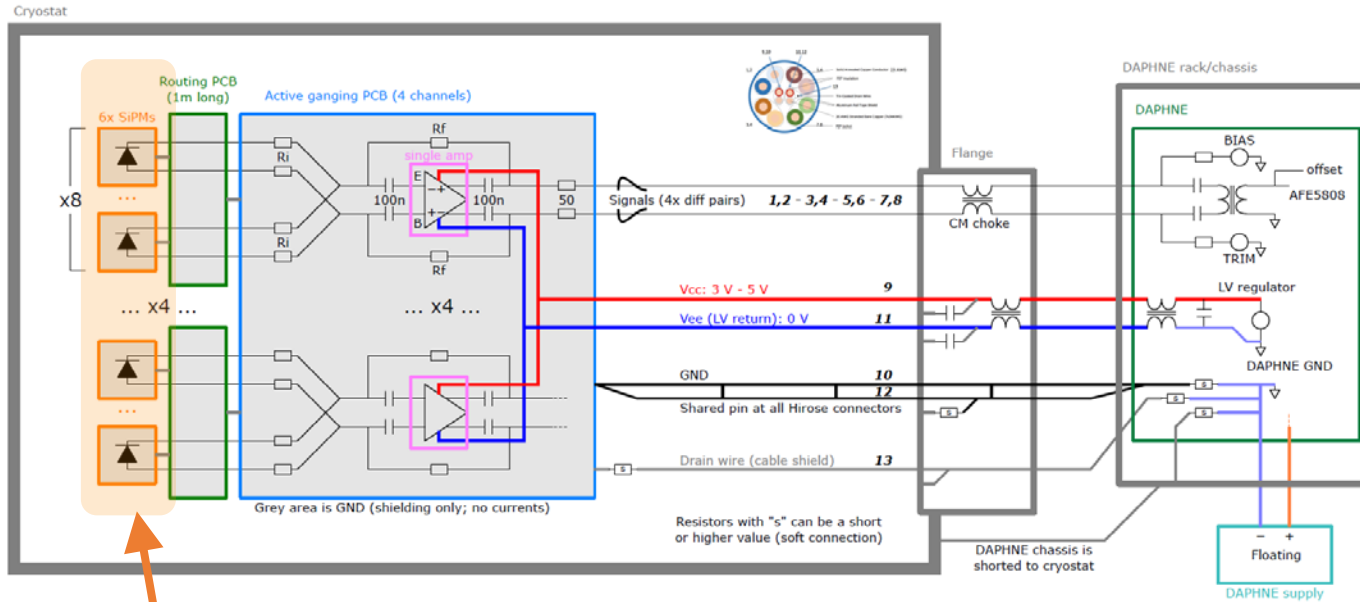 Cryostat
Routing PCB
(1m long)
Active ganging PCB (4 channels)
6x SiPMs
x8
Ri
Ri
Rf
single amp
E
- +
+ -
B
100n
100n
50
Rf
Signals (4x diff pairs)
1,2 - 3,4 - 5,6 - 7,8
Flange
CM choke
DAPHNE rack/chassis
DAPHNE
BIAS
offset
AFE5808
TRIM
...
... x4 ...
... x4 ...
Vcc: 3 V - 5 V
9
Vee (LV return): 0 V
11
LV regulator
DAPHNE GND
GND
10
12
Shared pin at all Hirose connectors
s
s
s
s
...
Drain wire (cable shield)
13
s
Grey area is GND (shielding only; no currents)
Resistors with "s" can be a short
or higher value (soft connection)
DAPHNE chassis is
shorted to cryostat
- +
Floating
DAPHNE supply